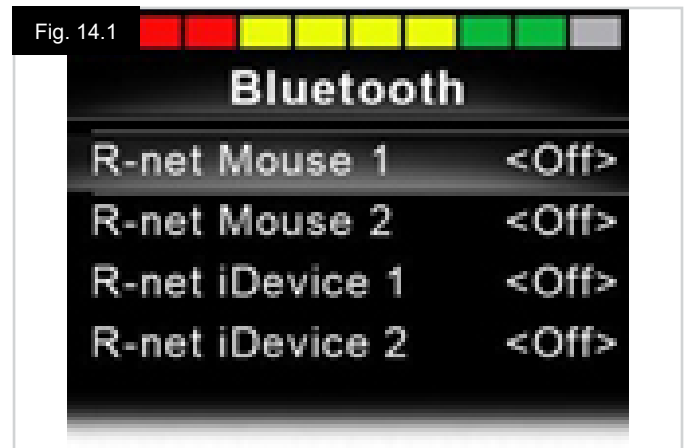 Fig. 14.1
Bluetooth
R-net Mouse 1 <Off>
R-net Mouse 2 <Off>
R-net iDevice 1 <Off>
R-net iDevice 2 <Off>